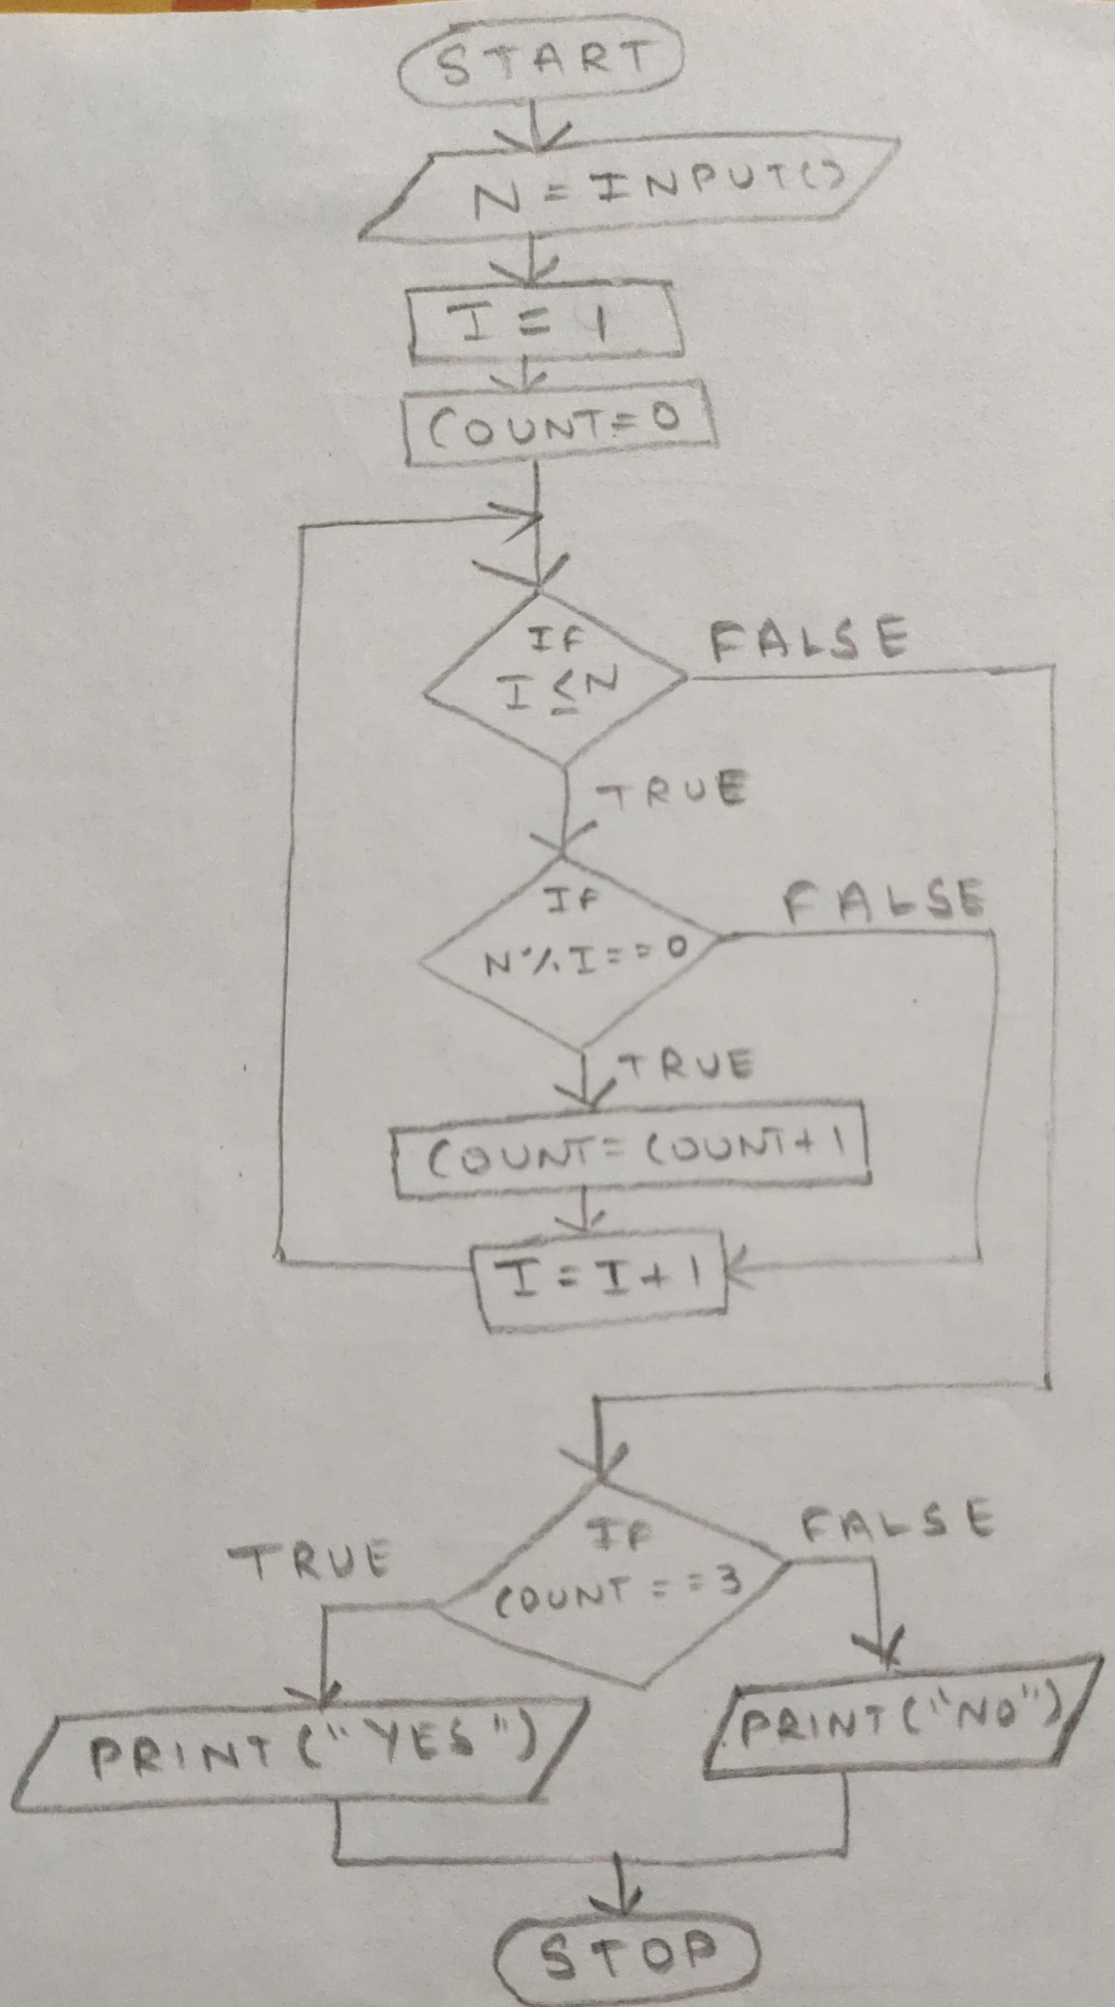 START
N = INPUT()
I = 1
COUNT=0
IF
I ≤ N
FALSE
TRUE
IF
N%I==0
FALSE
TRUE
COUNT=COUNT+1
I=I+1
IF
COUNT==3
TRUE
FALSE
PRINT("YES")
PRINT("NO")
STOP